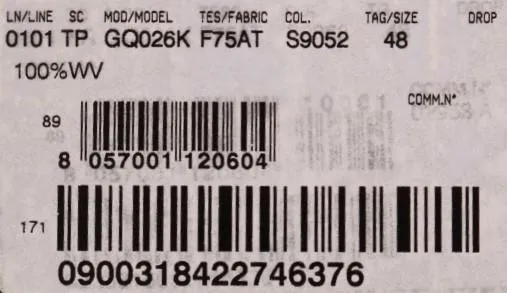 LN/LINE SC MOD/MODEL TES/FABRIC COL. TAG/SIZE DROP
0101 TP GQ026K F75AT S9052 48
100%WV
COMM.N°
89
8 057001 120604
171
0900318422746376